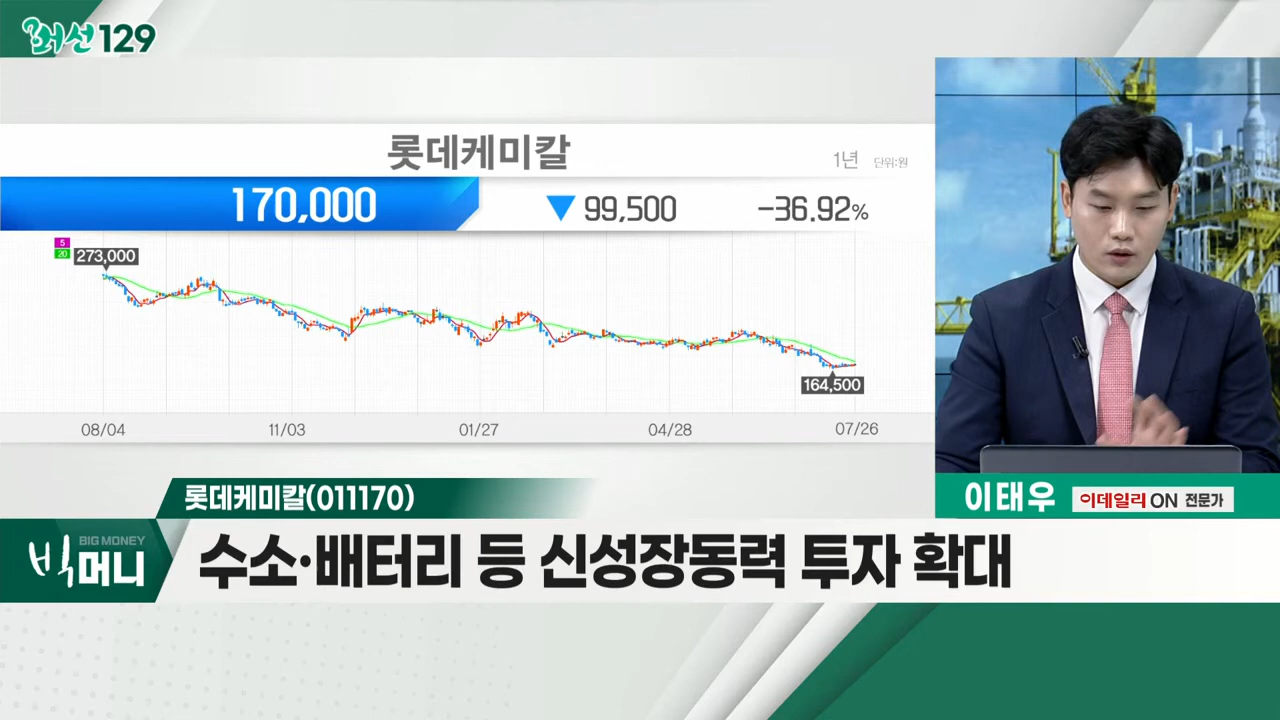 최선129
롯데케미칼
1년 단위:원
170,000 ▼99,500 -36.92%
5
20
273,000
164,500
08/04 11/03 01/27 04/28 07/26
이태우 이데일리ON 전문가
롯데케미칼(011170)
BIG MONEY
빅머니
수소·배터리 등 신성장동력 투자 확대